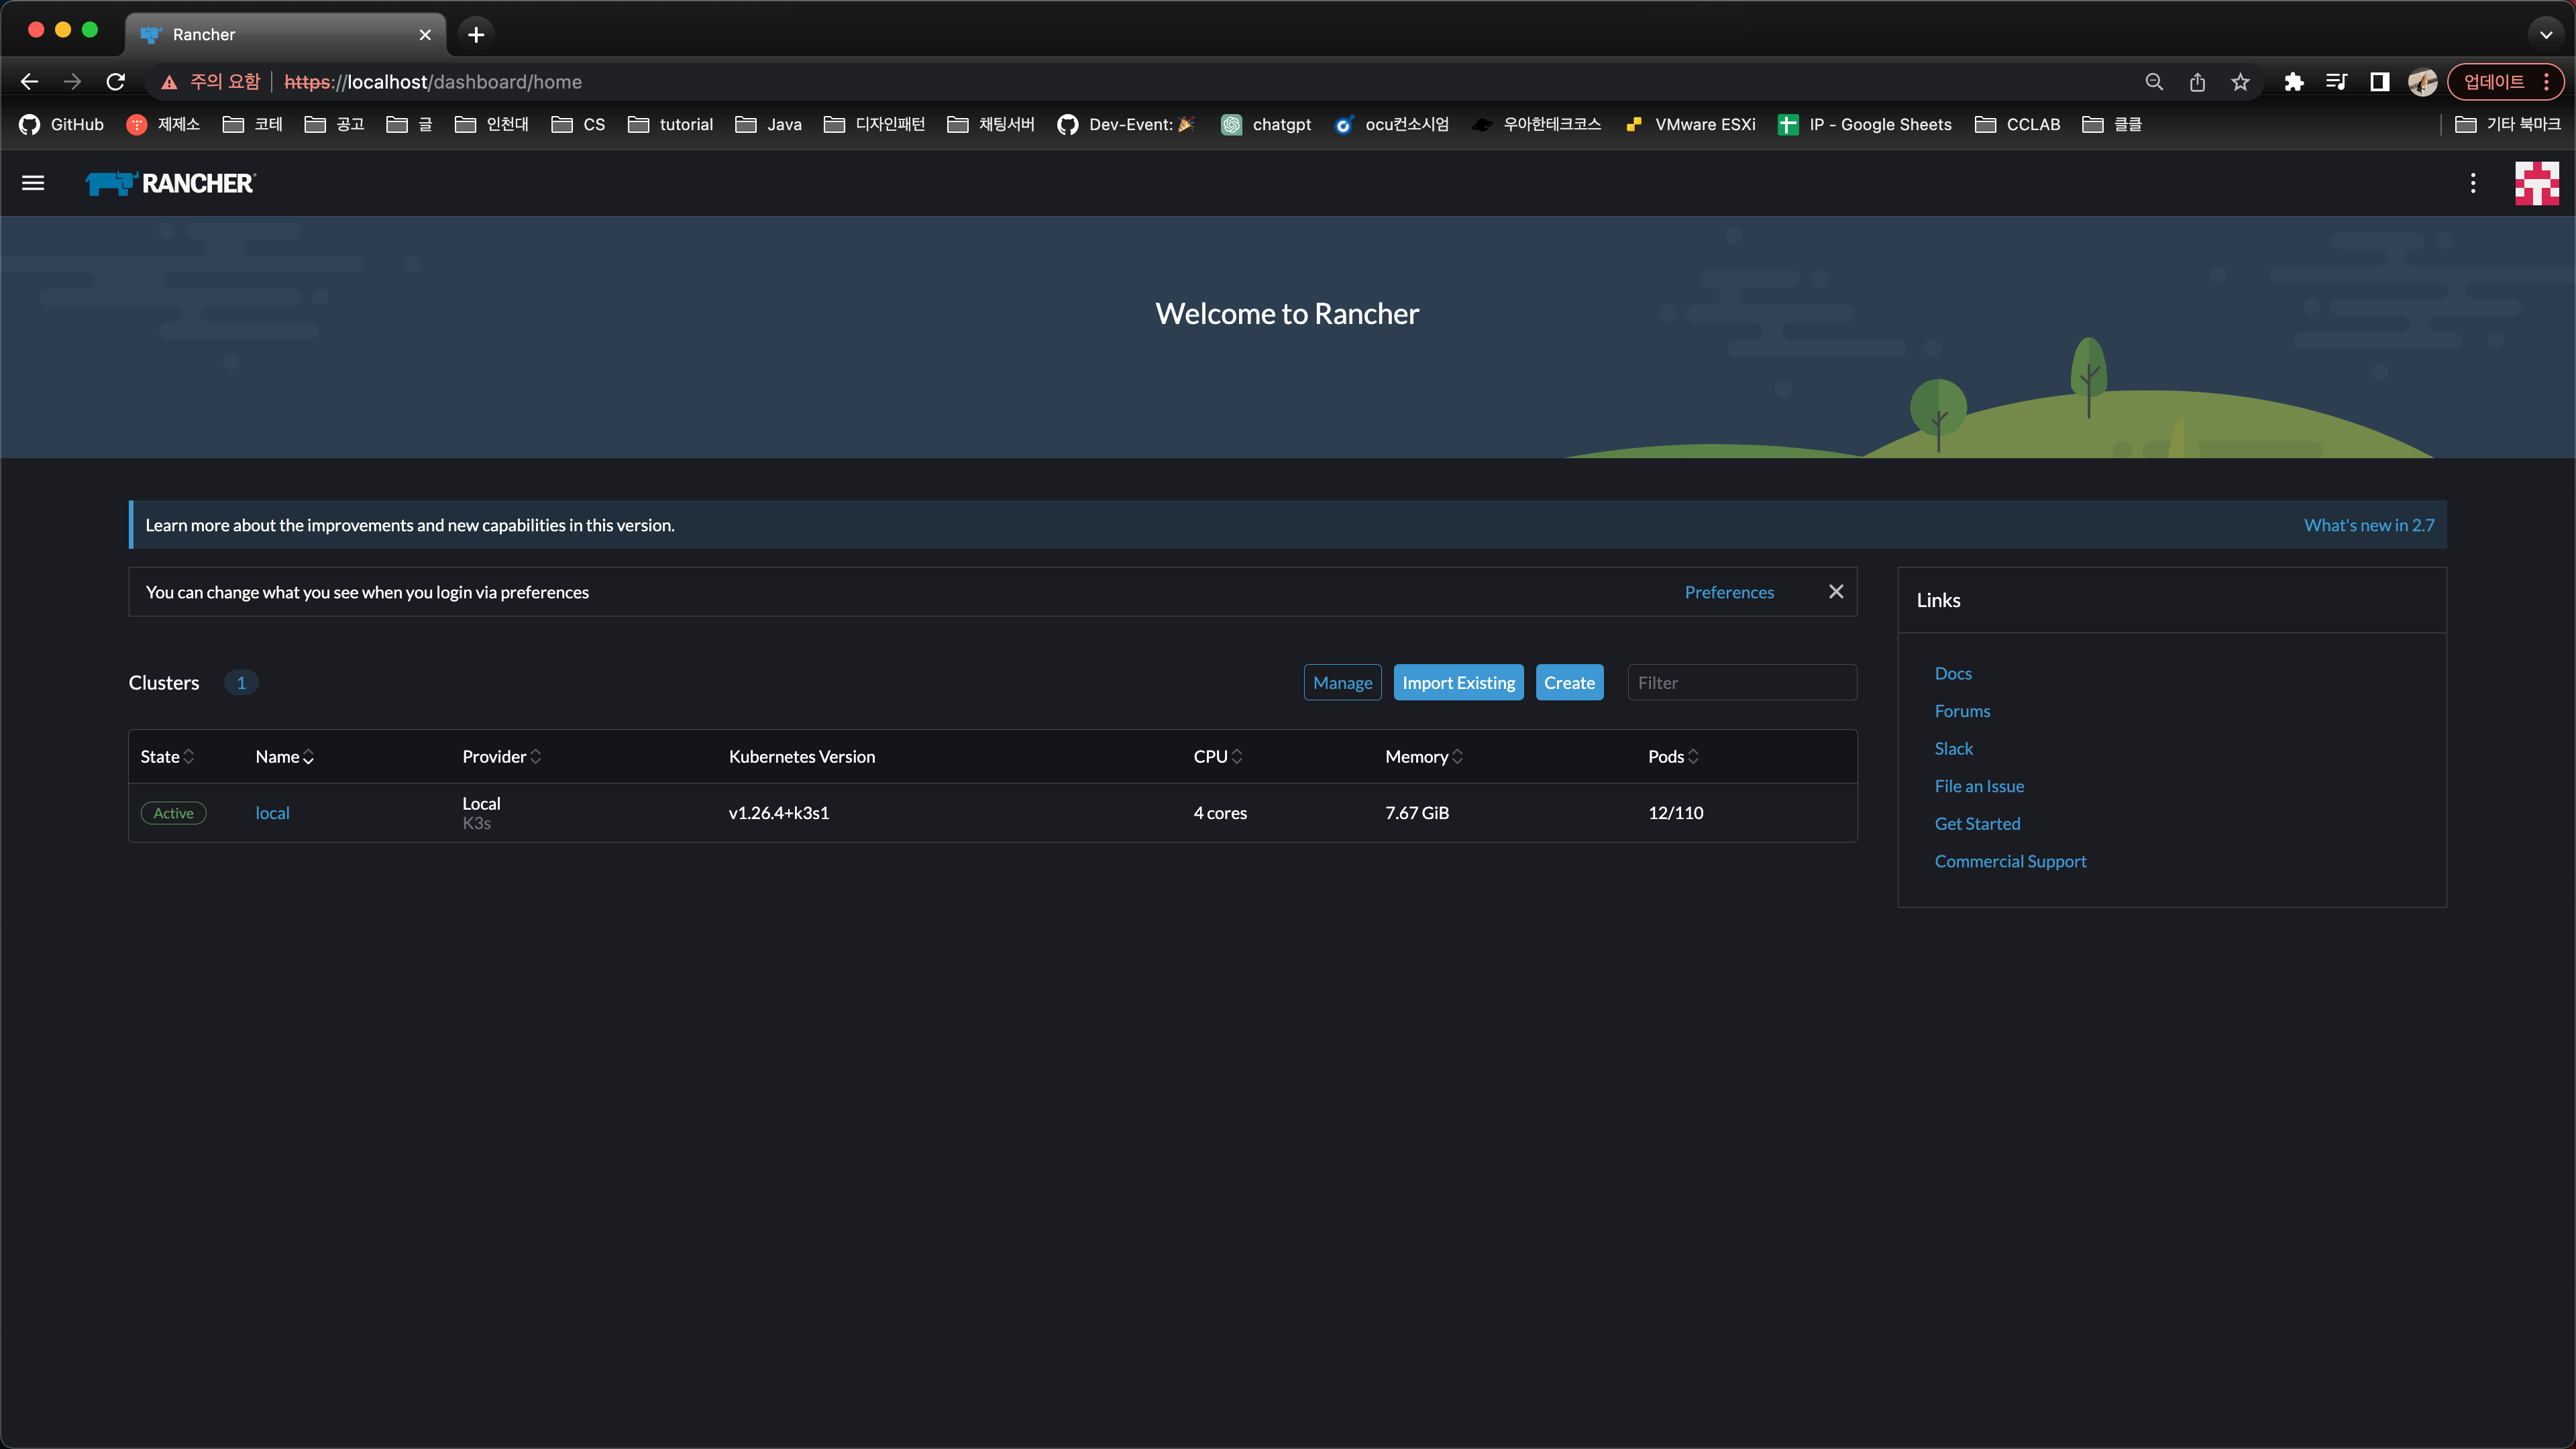 Rancher
주의 요함 https://localhost/dashboard/home
업데이트
GitHub 제제소 코테 공고 글 인천대 CS tutorial Java 디자인패턴 채팅서버 Dev-Event: chatgpt ocu컨소시엄 우아한테크코스 VMware ESXi IP - Google Sheets CCLAB 클클 기타 북마크
RANCHER
Welcome to Rancher
Learn more about the improvements and new capabilities in this version. What's new in 2.7
You can change what you see when you login via preferences Preferences
Clusters 1 Manage Import Existing Create Filter
State Name Provider Kubernetes Version CPU Memory Pods
Active local Local v1.26.4+k3s1 4 cores 7.67 GiB 12/110
K3s
Links
Docs
Forums
Slack
File an Issue
Get Started
Commercial Support